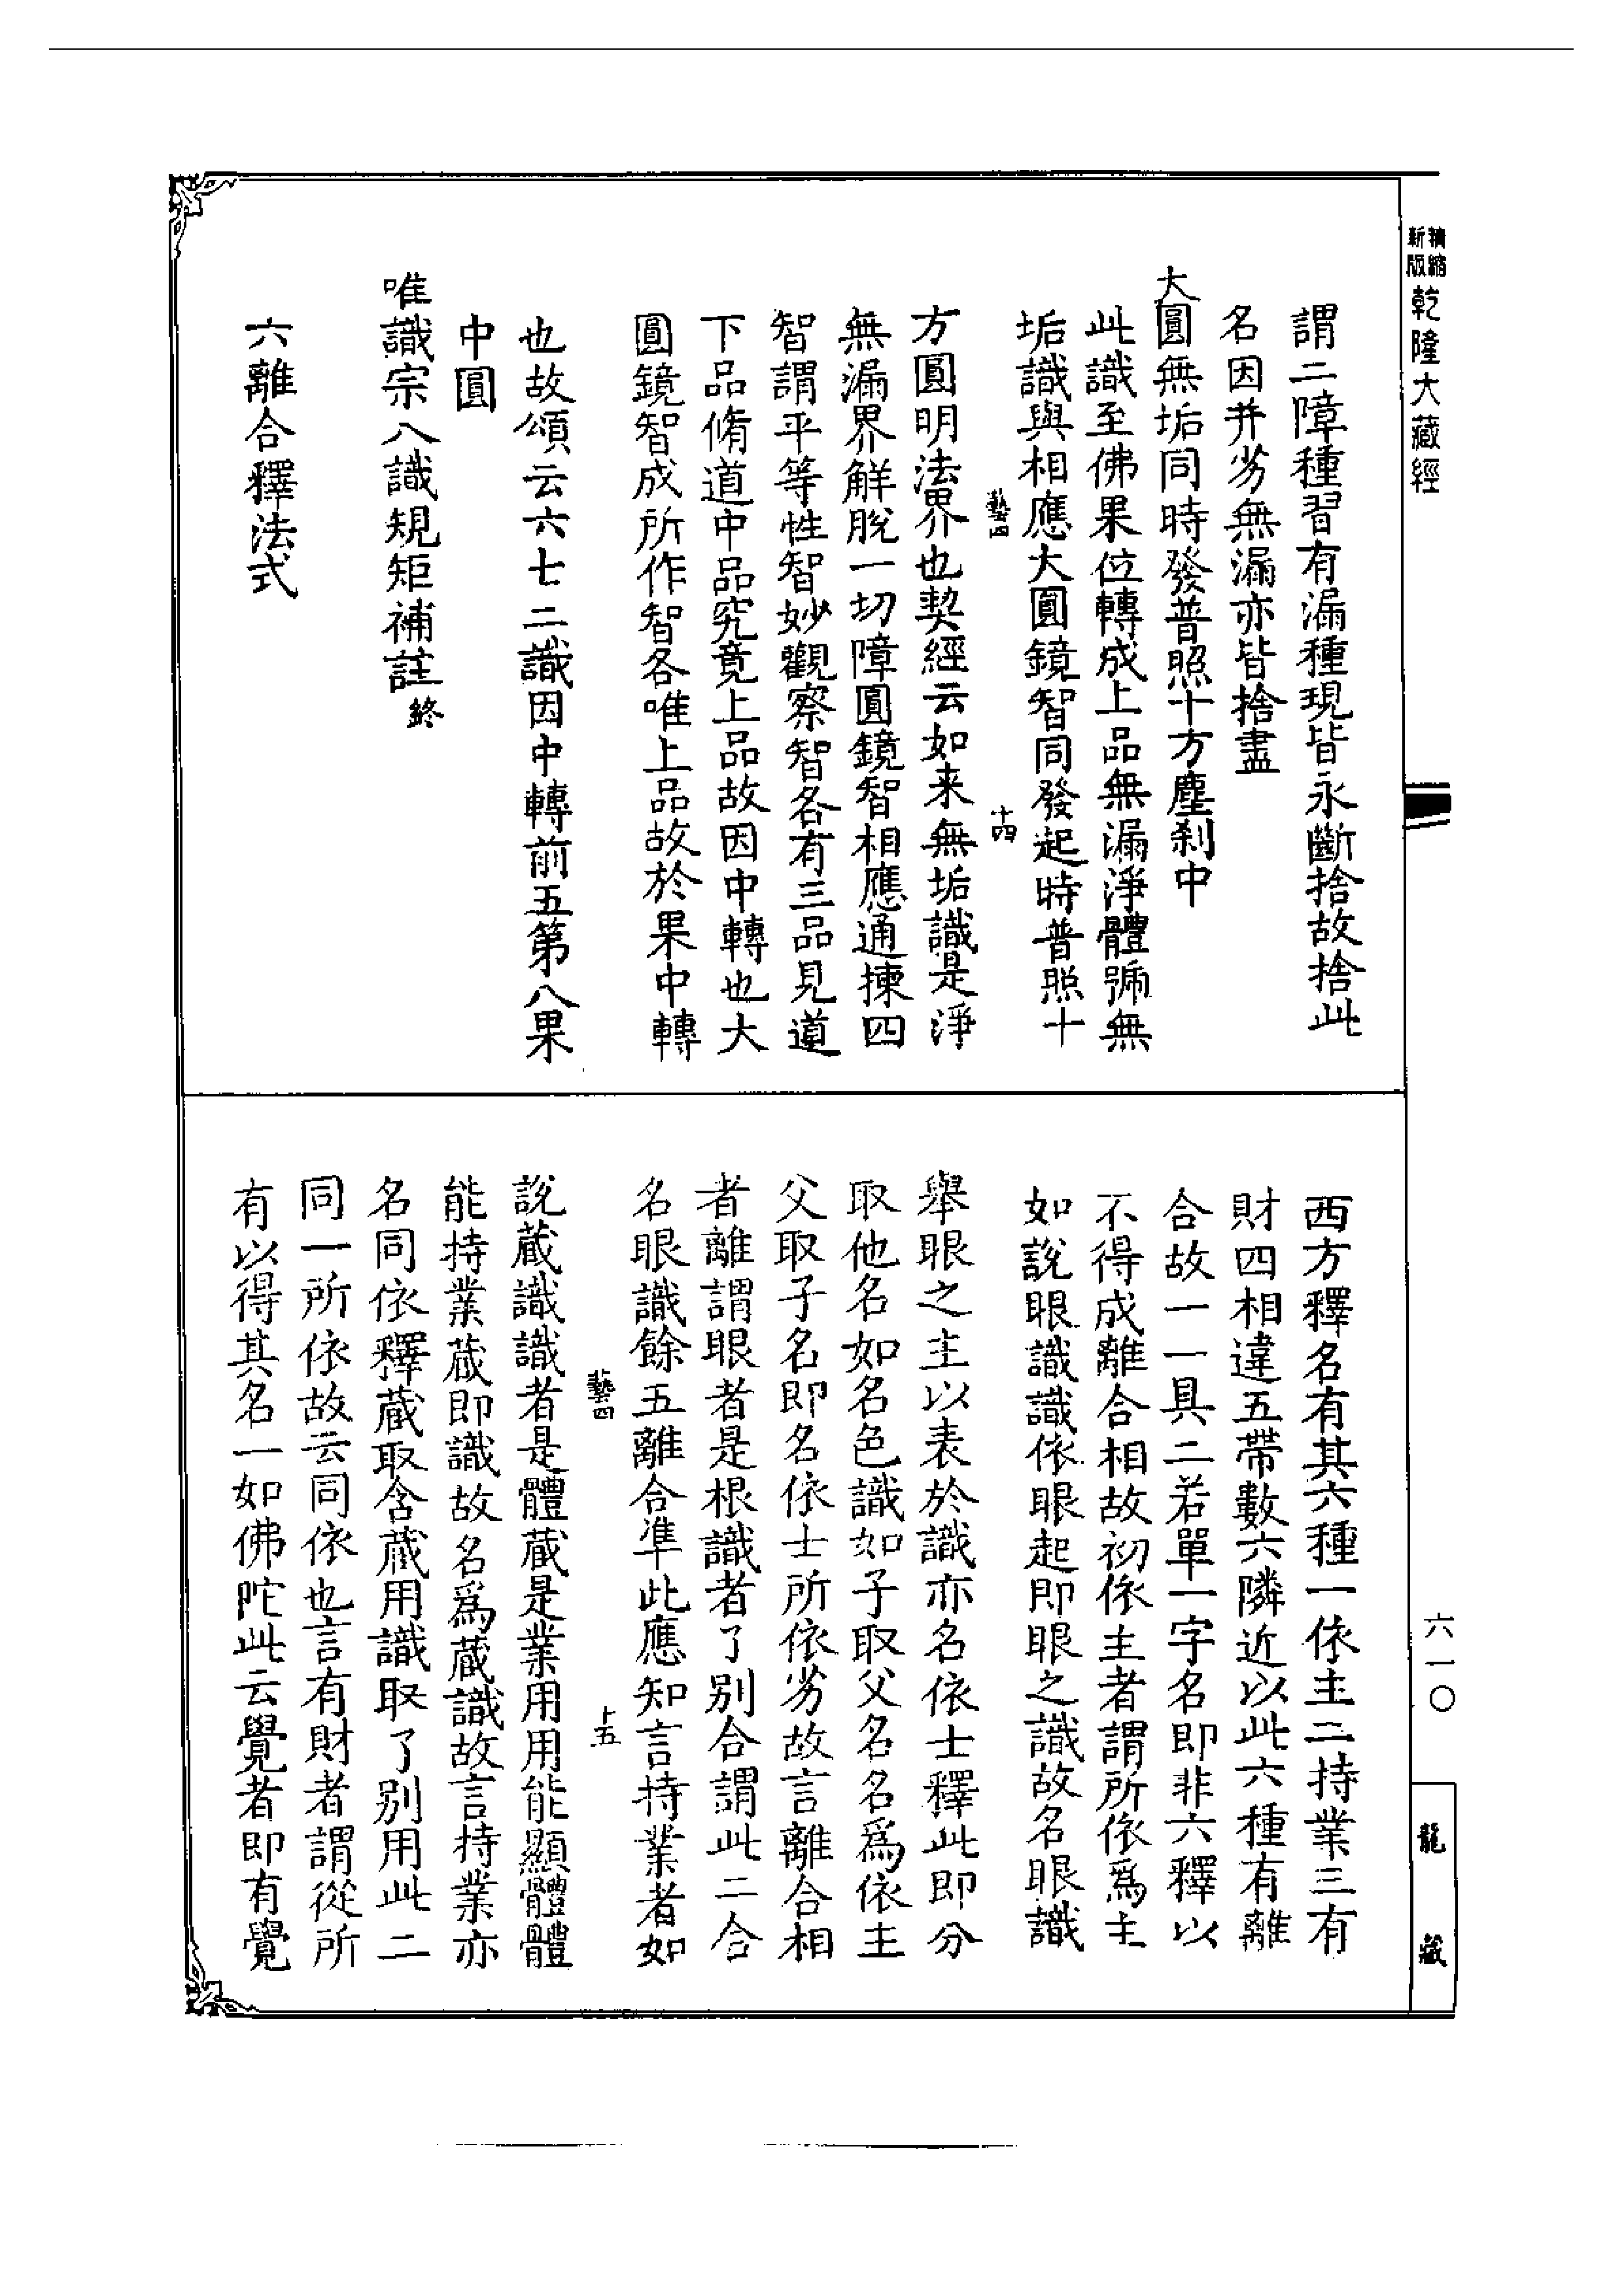 精縮
新版
乾隆大藏經
六一〇
龍藏
謂二障種習有漏種現皆永斷捨故捨此
名因并劣無漏亦皆捨盡
大圓無垢同時發普照十方塵刹中
此識至佛果位轉成上品無漏淨體號無
垢識與相應大圓鏡智同發起時普照十
藝四
十四
方圓明法界也契經云如来無垢識是淨
無漏界解脫一切障圓鏡智相應通揀四
智謂平等性智妙觀察智各有三品見道
下品脩道中品究竟上品故因中轉也大
圓鏡智成所作智各唯上品故於果中轉
也故頌云六七二識因中轉前五第八果
中圓
唯識宗八識規矩補註終
六離合釋法式
西方釋名有其六種一依主二持業三有
財四相違五帶數六隣近以此六種有離
合故一一具二若單一字名即非六釋以
不得成離合相故初依主者謂所依為主
如說眼識識依眼起即眼之識故名眼識
舉眼之主以表於識亦名依士釋此即分
取他名如名色識如子取父名名為依主
父取子名即名依士所依劣故言離合相
者離謂眼者是根識者了別合謂此二合
名眼識餘五離合準此應知言持業者如
藝四
十五
說蔵識識者是體蔵是業用用能顯體體
能持業蔵即識故名為蔵識故言持業亦
名同依釋蔵取含蔵用識取了別用此二
同一所依故云同依也言有財者謂從所
有以得其名一如佛陀此云覺者即有覺